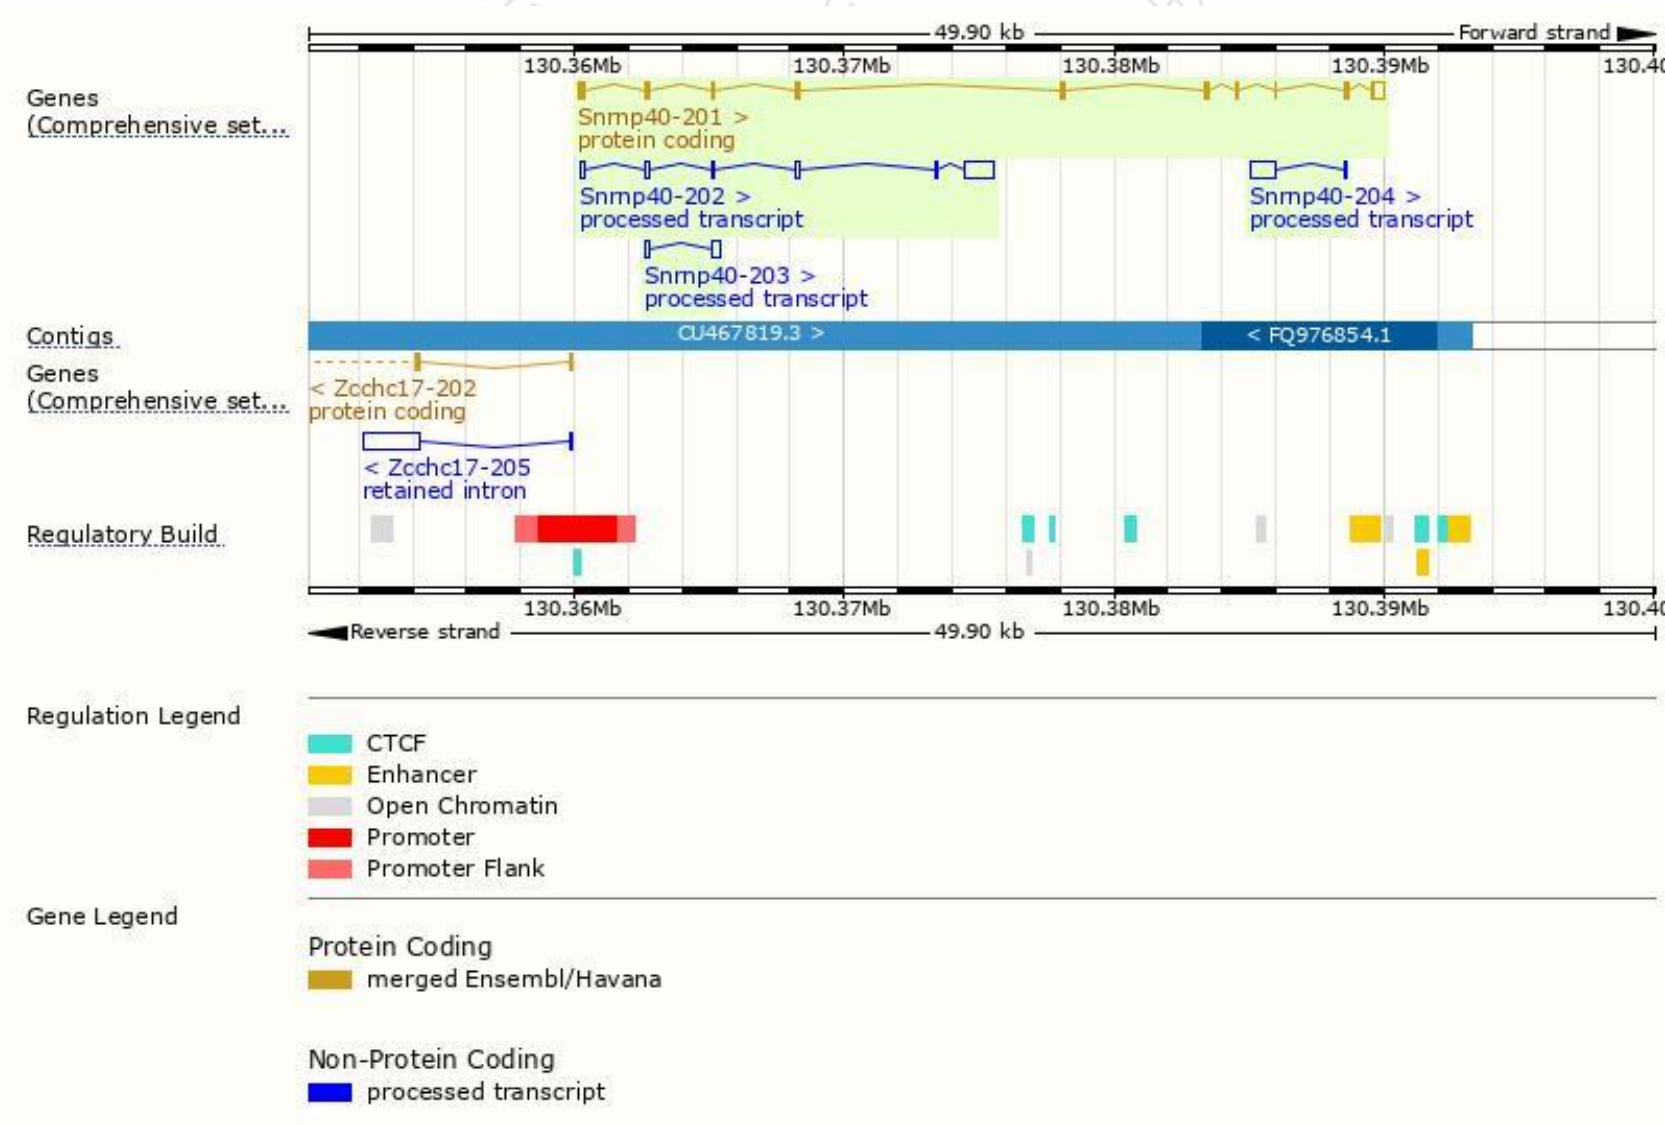 49.90 kb
Forward strand
130.36Mb 130.37Mb 130.38Mb 130.39Mb 130.40
Genes
(Comprehensive set...
Snrnp40-201 >
protein coding
Snrnp40-202 >
processed transcript
Snrnp40-204 >
processed transcript
Snrnp40-203 >
processed transcript
Contigs
CU467819.3 >
< FQ976854.1
Genes
(Comprehensive set...
< Zcchc17-202
protein coding
< Zcchc17-205
retained intron
Regulatory Build
130.36Mb 130.37Mb 130.38Mb 130.39Mb 130.40
Reverse strand
49.90 kb
Regulation Legend
CTCF
Enhancer
Open Chromatin
Promoter
Promoter Flank
Gene Legend
Protein Coding
merged Ensembl/Havana
Non-Protein Coding
processed transcript